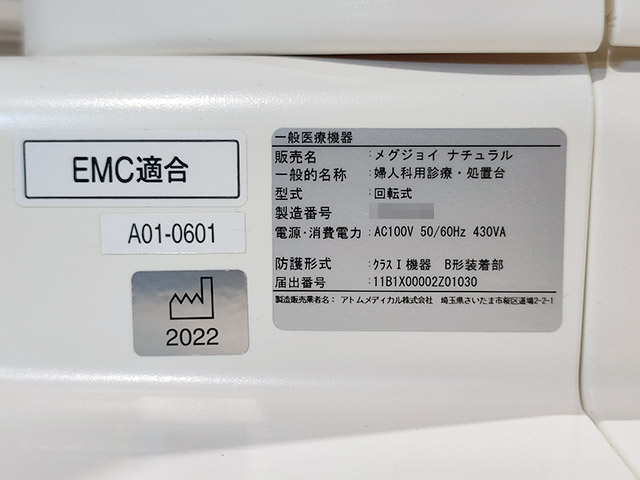 EMC適合
A01-0601
2022
一般医療機器
販売名 :メグジョイ ナチュラル
一般的名称 :婦人科用診療・処置台
型式 :回転式
製造番号
電源・消費電力 :AC100V 50/60Hz 430VA
防護形式 :クラスⅠ機器 B形装着部
届出番号 :11B1X00002Z01030
製造販売業者名: アトムメディカル株式会社 埼玉県さいたま市桜区道場2-2-1